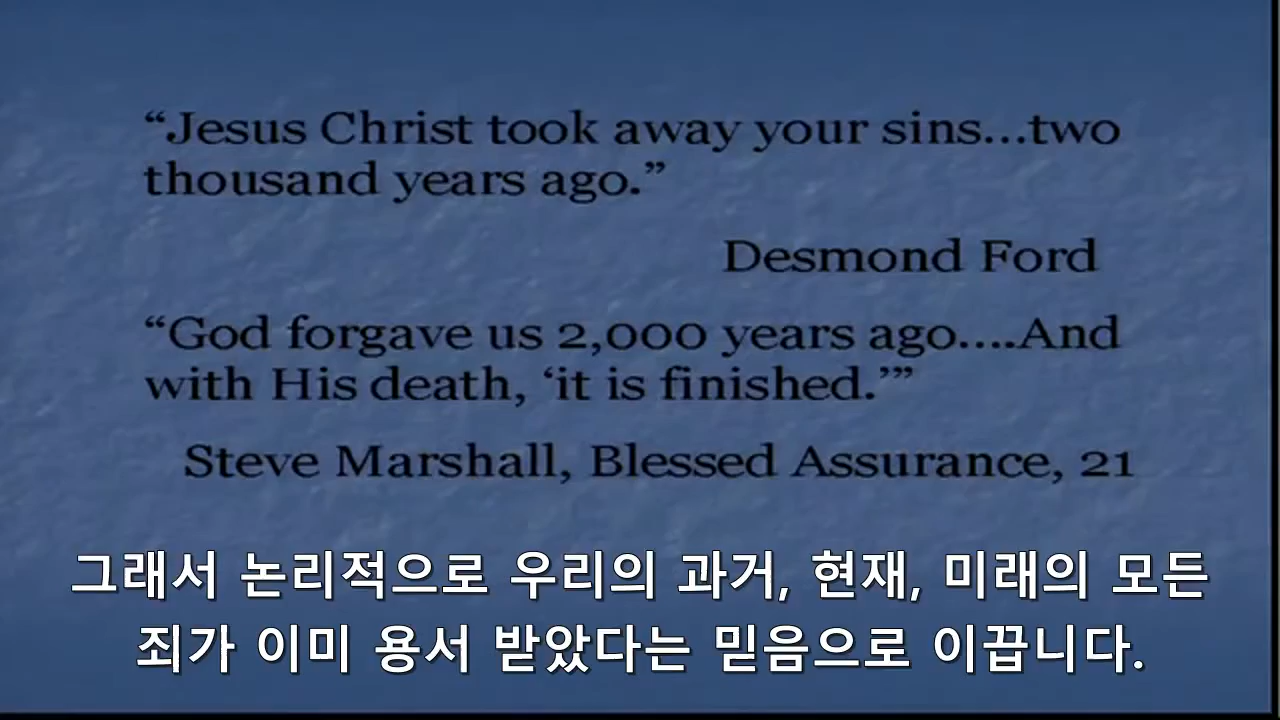 “Jesus Christ took away your sins...two
thousand years ago.”
Desmond Ford
“God forgave us 2,000 years ago....And
with His death, ‘it is finished.’”
Steve Marshall, Blessed Assurance, 21
그래서 논리적으로 우리의 과거, 현재, 미래의 모든
죄가 이미 용서 받았다는 믿음으로 이끕니다.